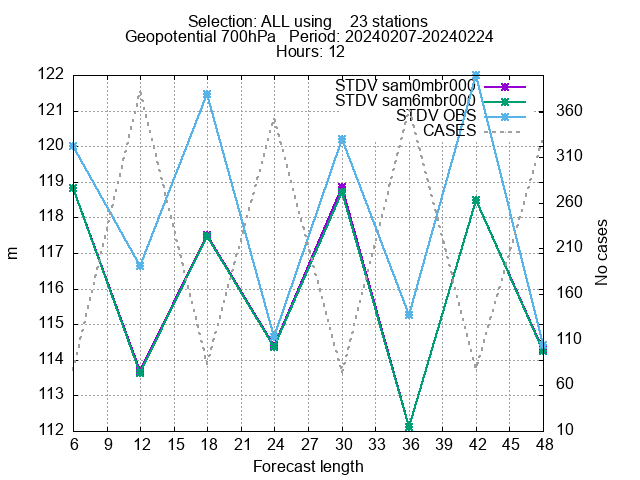 Selection: ALL using    23 stations
Geopotential 700hPa   Period: 20240207-20240224
Hours: 12
STDV sam0mbr000
STDV sam6mbr000
STDV OBS
CASES
122
121
120
119
118
117
116
115
114
113
112
m
360
310
260
210
160
110
60
10
No cases
6 9 12 15 18 21 24 27 30 33 36 39 42 45 48
Forecast length